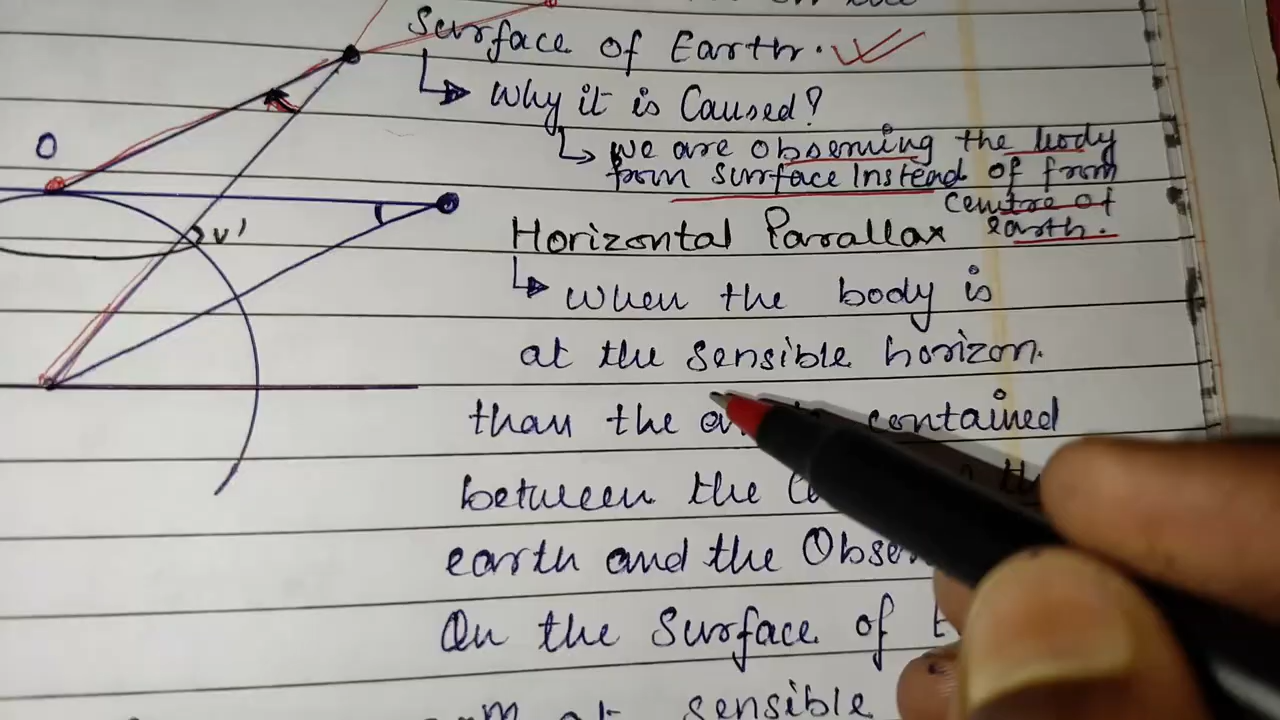 Surface of Earth.
Why it is Caused?
O
we are observing the body
from surface Instead of from
Centre of
earth.
v'
Horizontal Parallax
When the body is
at the sensible horizon.
than the contained
between the
earth and the
On the Surface of
at sensible